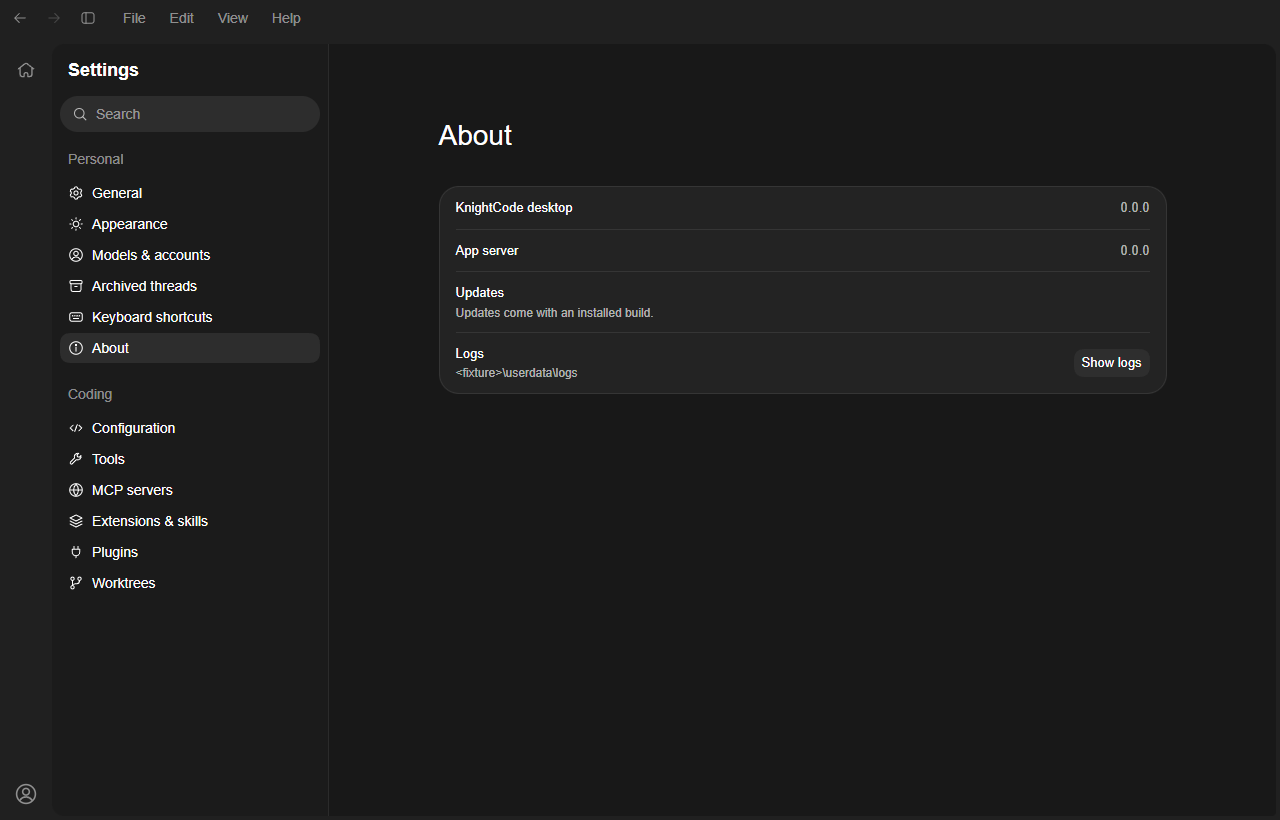 File Edit View Help
Settings
Search
Personal
General
Appearance
Models & accounts
Archived threads
Keyboard shortcuts
About
Coding
Configuration
Tools
MCP servers
Extensions & skills
Plugins
Worktrees
About
KnightCode desktop 0.0.0
App server 0.0.0
Updates
Updates come with an installed build.
Logs
<fixture>\userdata\logs
Show logs